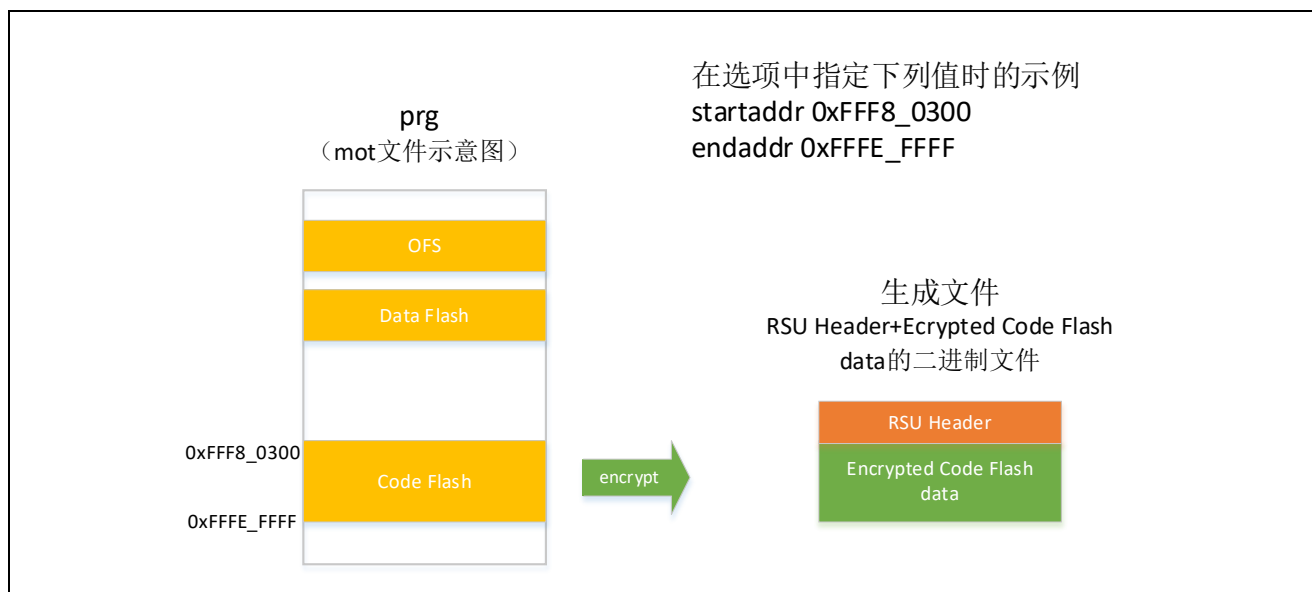 在选项中指定下列值时的示例
startaddr 0xFFF8_0300
endaddr 0xFFFE_FFFF
prg
（mot文件示意图）
OFS
Data Flash
0xFFF8_0300
Code Flash
0xFFFE_FFFF
encrypt
生成文件
RSU Header+Ecrypted Code Flash
data的二进制文件
RSU Header
Encrypted Code Flash
data